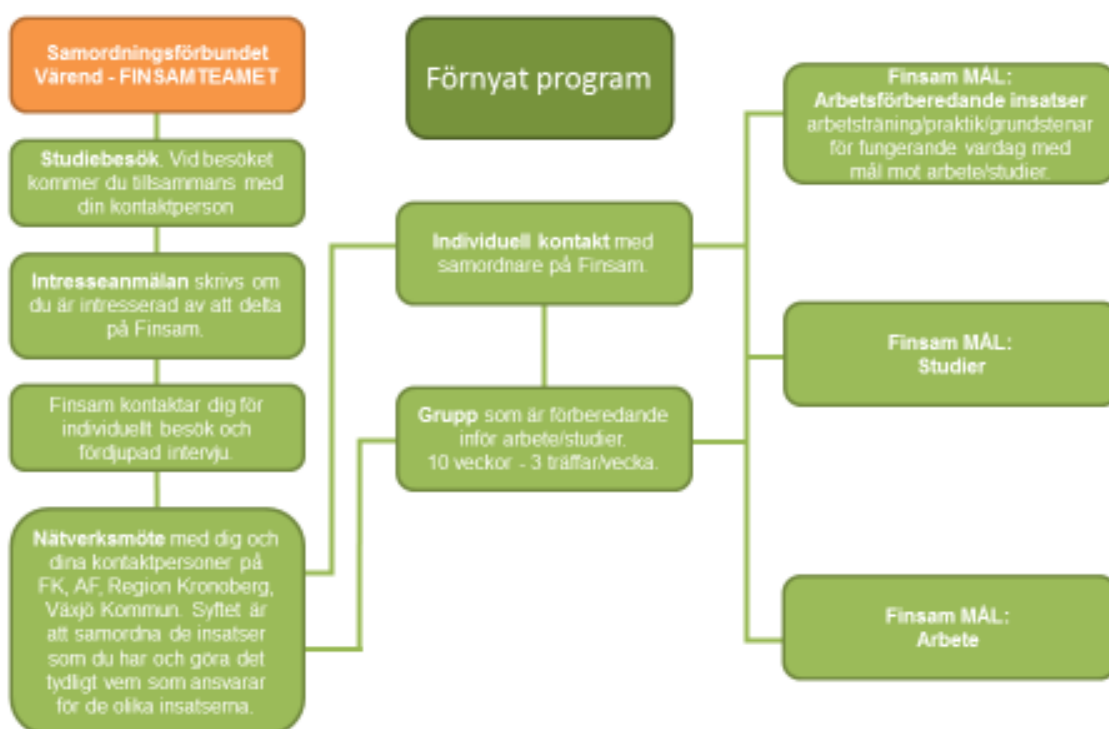 Samordningsförbundet
Värend - FINSAMTEAMET
Studiebesök. Vid besöket
kommer du tillsammans med
din kontaktperson
Intresseanmälan skrivs om
du är intresserad av att delta
på Finsam.
Finsam kontaktar dig för
individuellt besök och
fördjupad intervju.
Nätverksmöte med dig och
dina kontaktpersoner på
FK, AF, Region Kronoberg,
Växjö Kommun. Syftet är
att samordna de insatser
som du har och göra det
tydligt vem som ansvarar
för de olika insatserna.
Förnyat program
Individuell kontakt med
samordnare på Finsam.
Grupp som är förberedande
inför arbete/studier.
10 veckor - 3 träffar/vecka.
Finsam MÅL:
Arbetsförberedande insatser
arbetsträning/praktik/grundstenar
för fungerande vardag med
mål mot arbete/studier.
Finsam MÅL:
Studier
Finsam MÅL:
Arbete